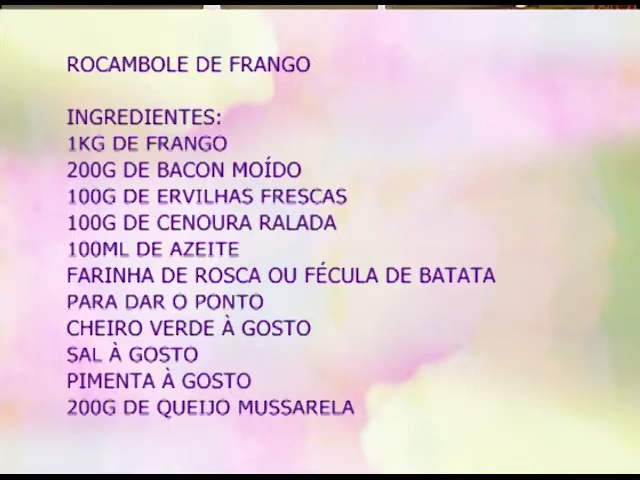 ROCAMBOLE DE FRANGO
INGREDIENTES:
1KG DE FRANGO
200G DE BACON MOÍDO
100G DE ERVILHAS FRESCAS
100G DE CENOURA RALADA
100ML DE AZEITE
FARINHA DE ROSCA OU FÉCULA DE BATATA
PARA DAR O PONTO
CHEIRO VERDE À GOSTO
SAL À GOSTO
PIMENTA À GOSTO
200G DE QUEIJO MUSSARELA